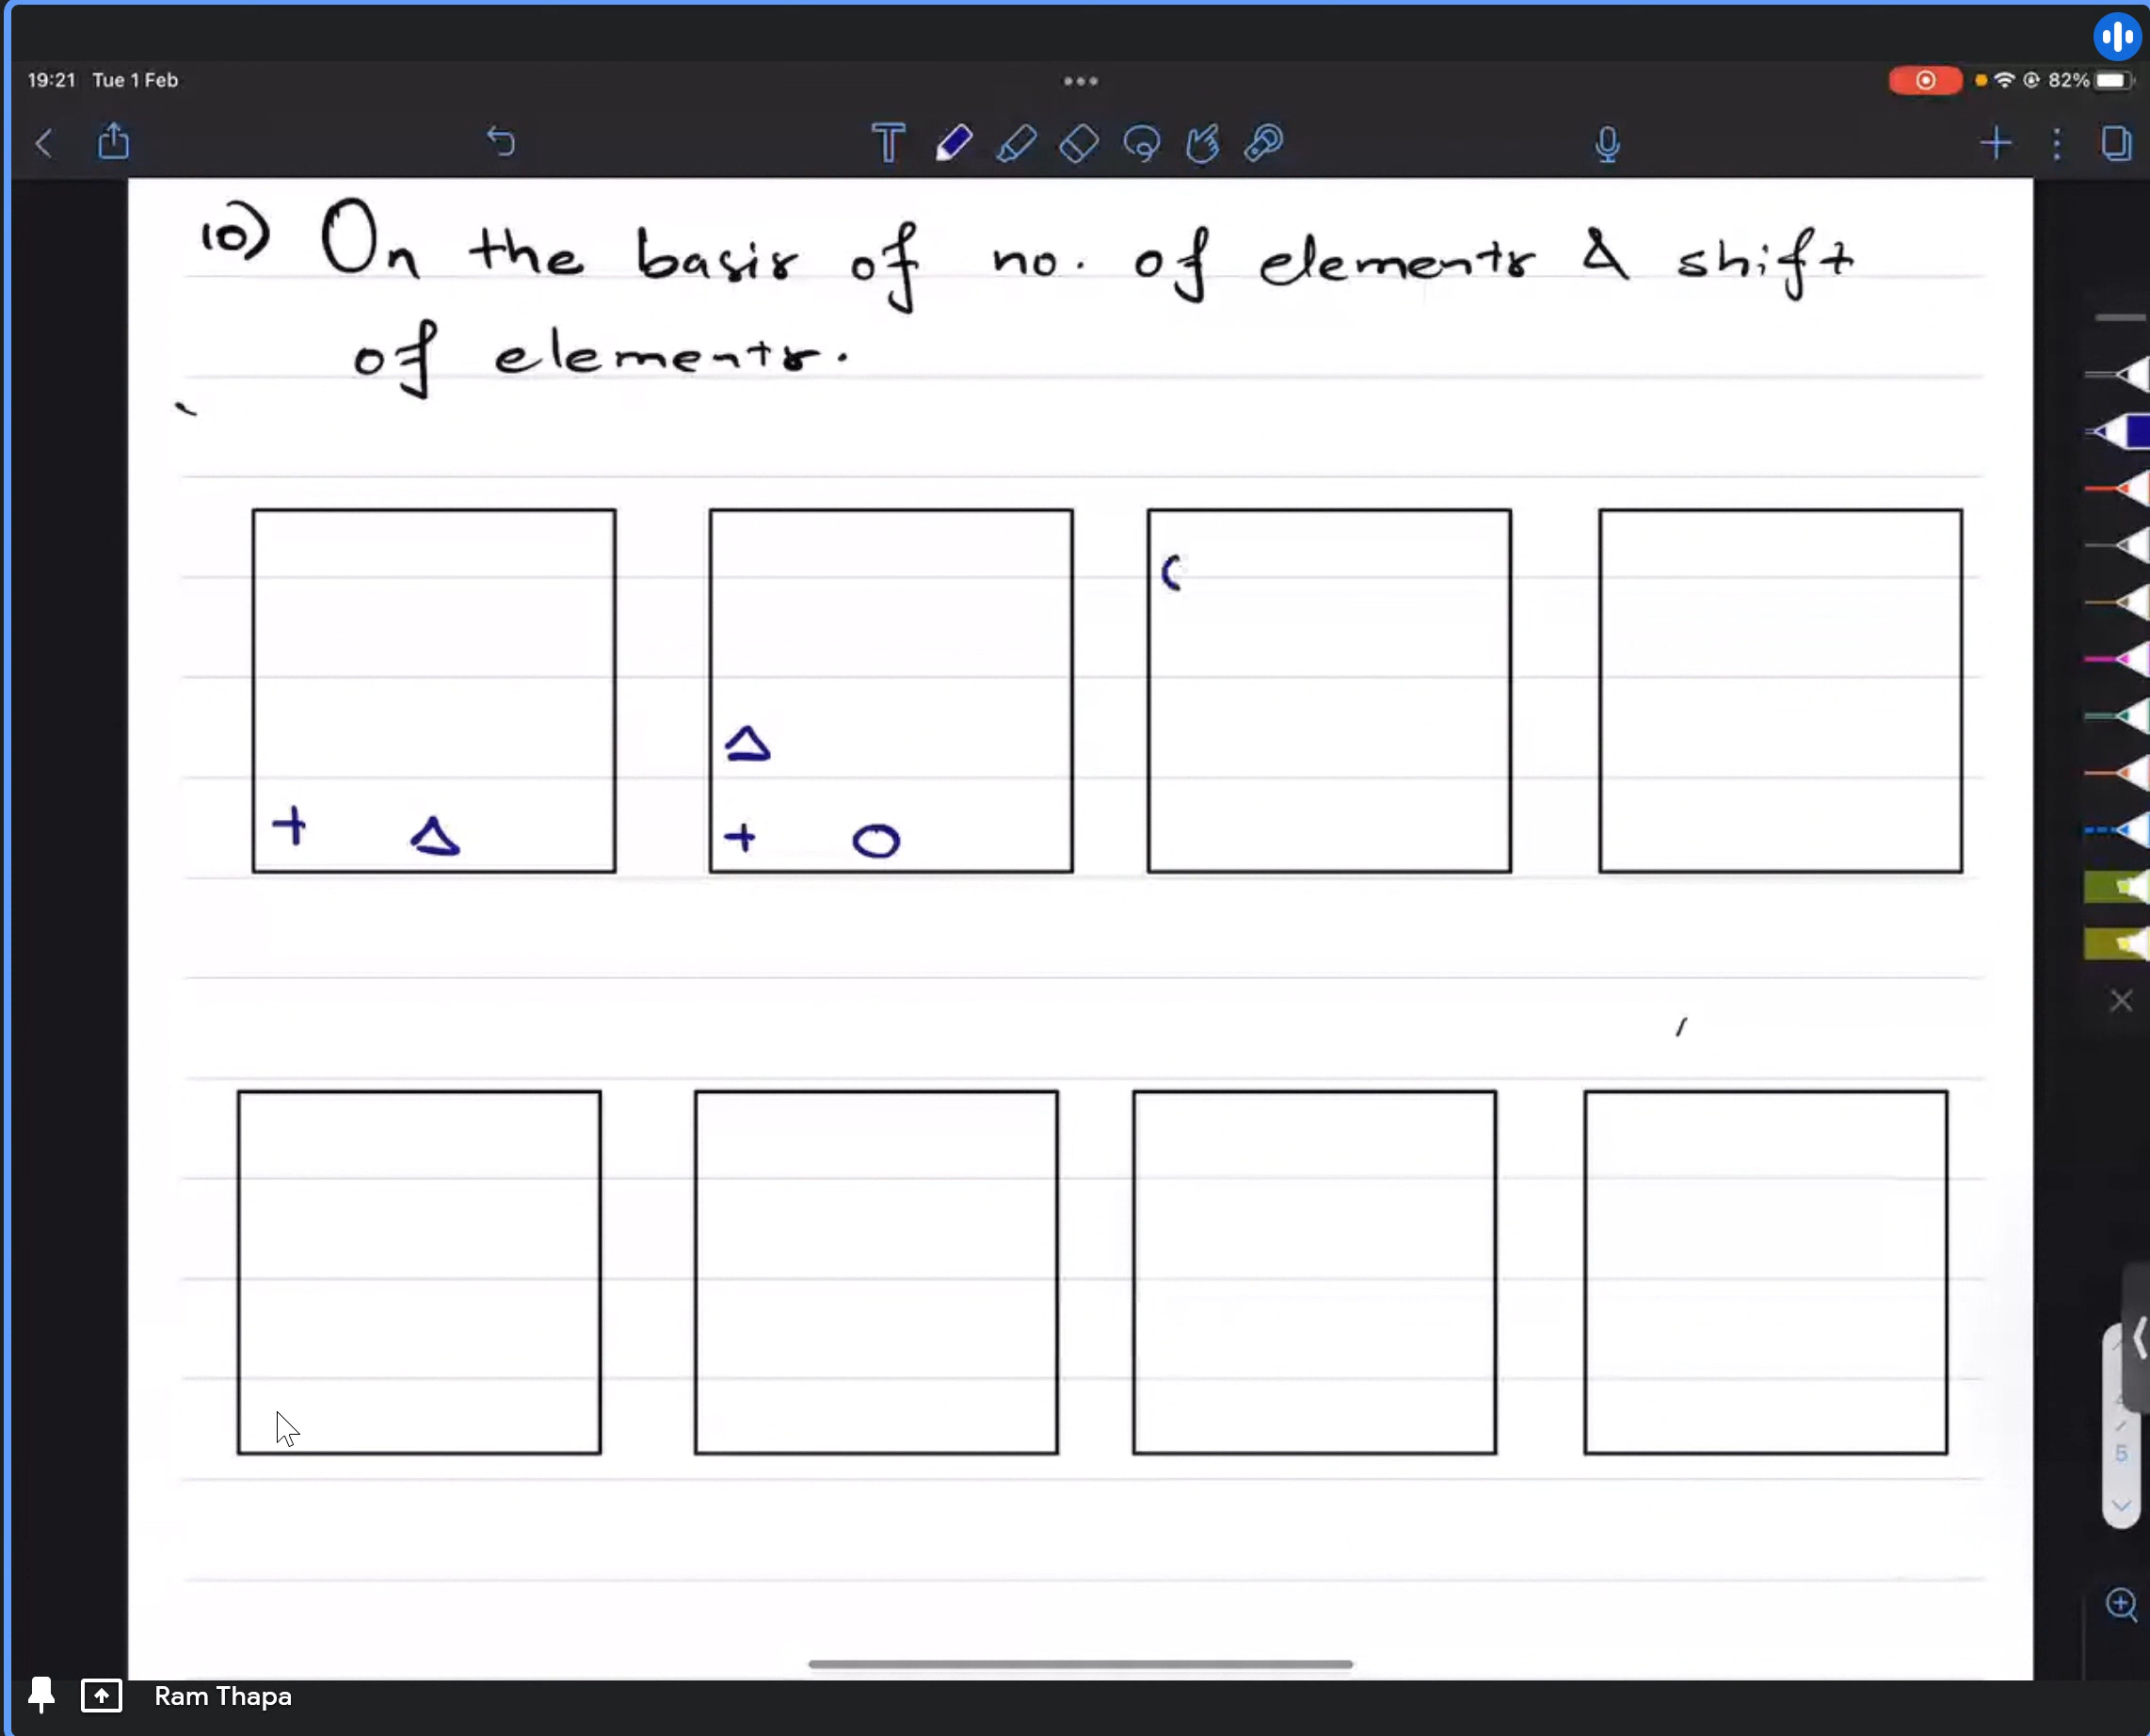 19:21 Tue 1 Feb
82%
T
10) On the basis of no. of elements & shift
of elements.
5
Ram Thapa